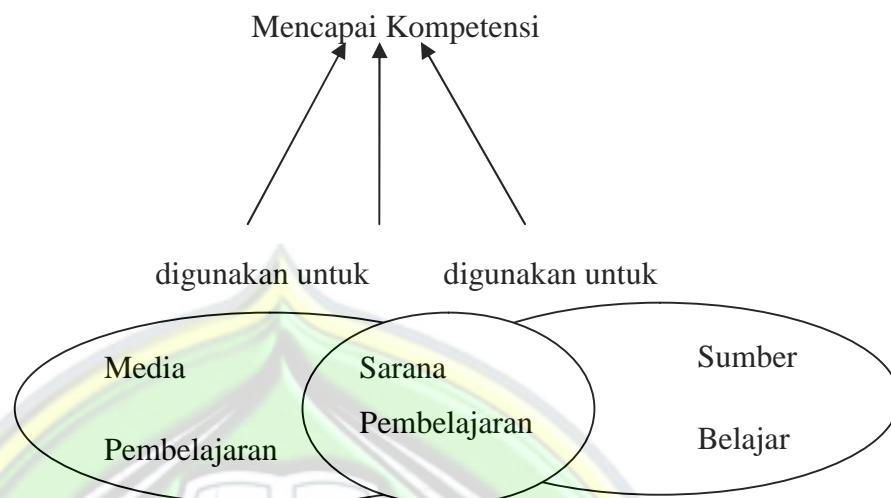 Mencapai Kompetensi
digunakan untuk digunakan untuk
Media
Pembelajaran
Sarana
Pembelajaran
Sumber
Belajar